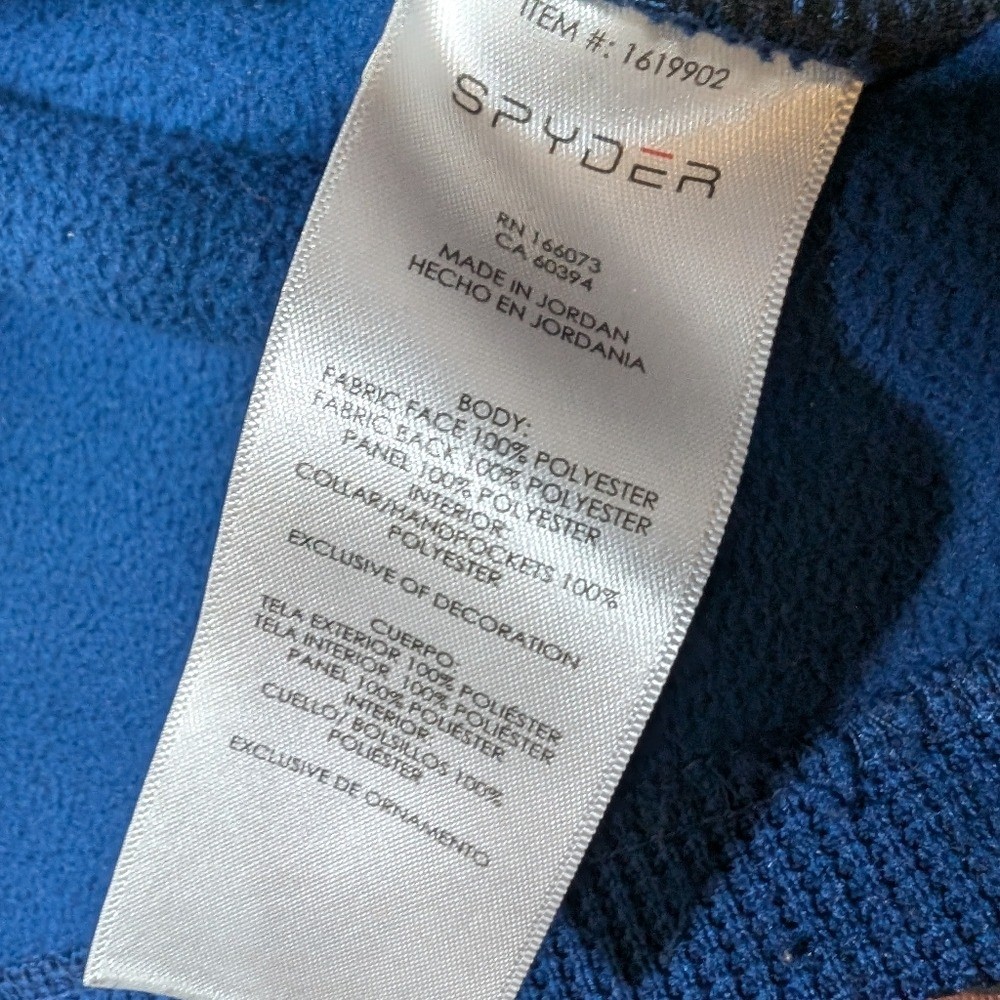 ITEM #: 1619902
SPYDER
RN 166073
CA 60394
MADE IN JORDAN
HECHO EN JORDANIA
BODY:
FABRIC FACE 100% POLYESTER
FABRIC BACK 100% POLYESTER
PANEL 100% POLYESTER
INTERIOR:
COLLAR/HANDPOCKETS 100%
POLYESTER
EXCLUSIVE OF DECORATION
CUERPO:
TELA EXTERIOR 100% POLIÉSTER
TELA INTERIOR 100% POLIÉSTER
PANEL 100% POLIÉSTER
INTERIOR
CUELLO/ BOLSILLOS 100%
POLIÉSTER
EXCLUSIVE DE ORNAMENTO